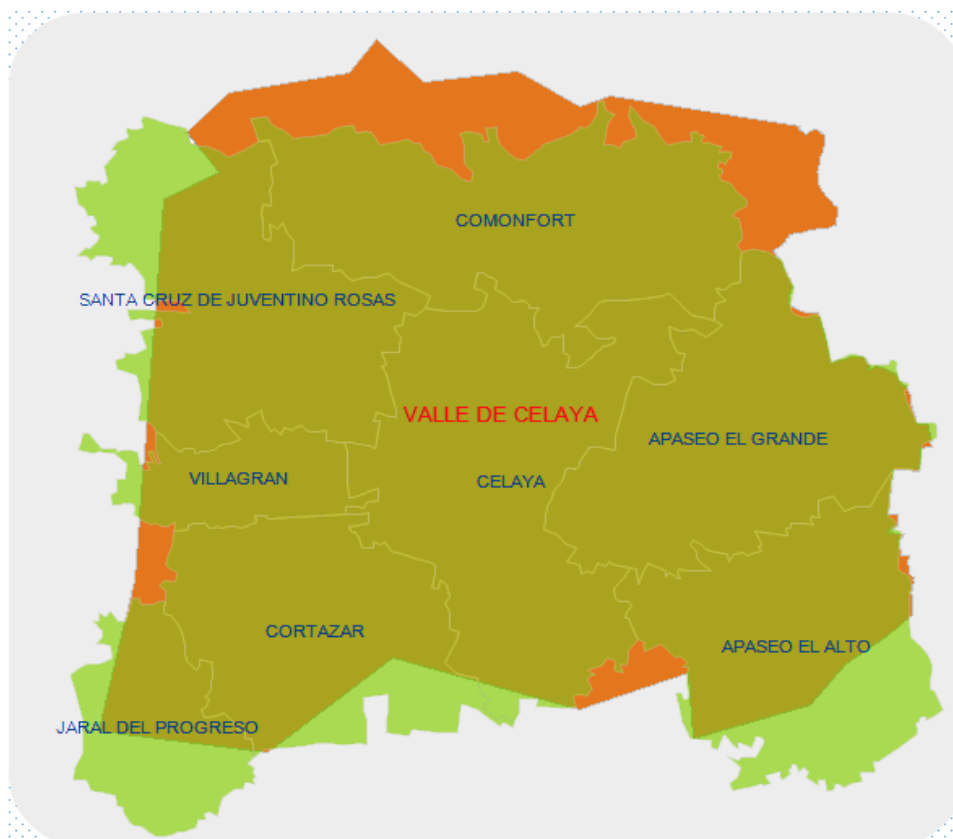 COMONFORT
SANTA CRUZ DE JUVENTINO ROSAS
VALLE DE CELAYA
APASEO EL GRANDE
VILLAGRAN
CELAYA
CORTAZAR
APASEO EL ALTO
JARAL DEL PROGRESO